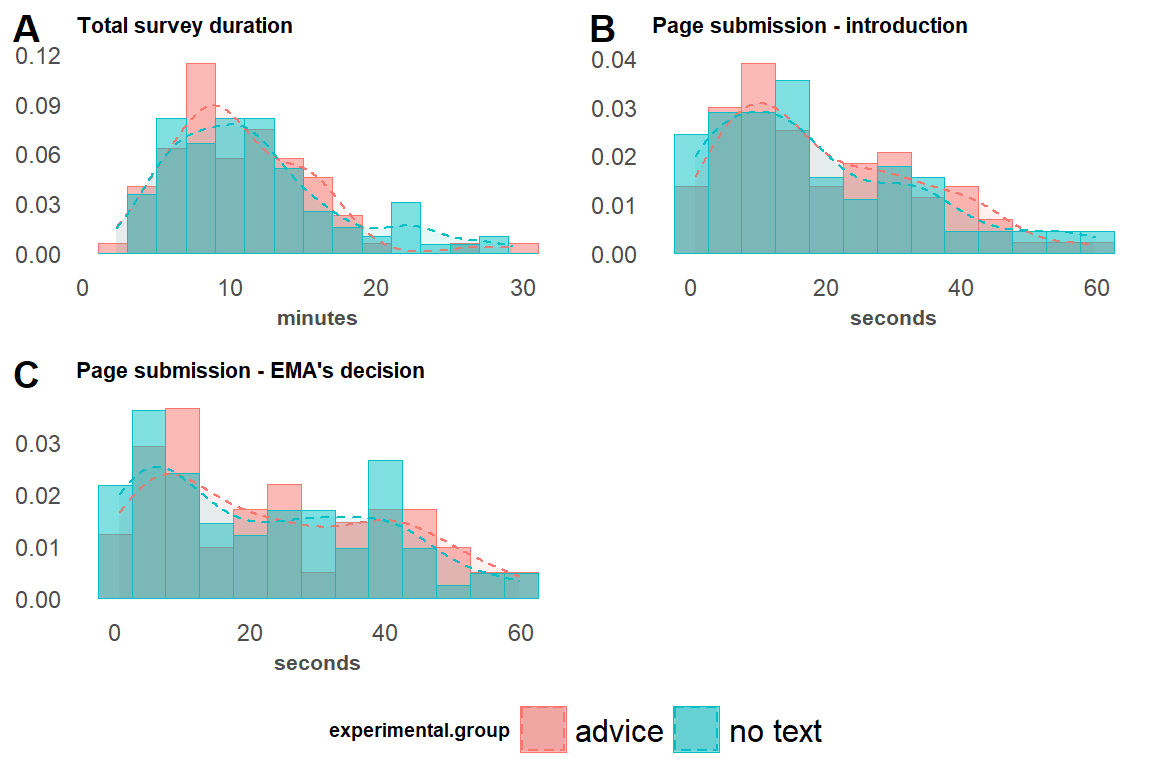 A Total survey duration
0.12
0.09
0.06
0.03
0.00
0 10 20 30
minutes
B Page submission - introduction
0.04
0.03
0.02
0.01
0.00
0 20 40 60
seconds
C Page submission - EMA's decision
0.03
0.02
0.01
0.00
0 20 40 60
seconds
experimental.group advice no text